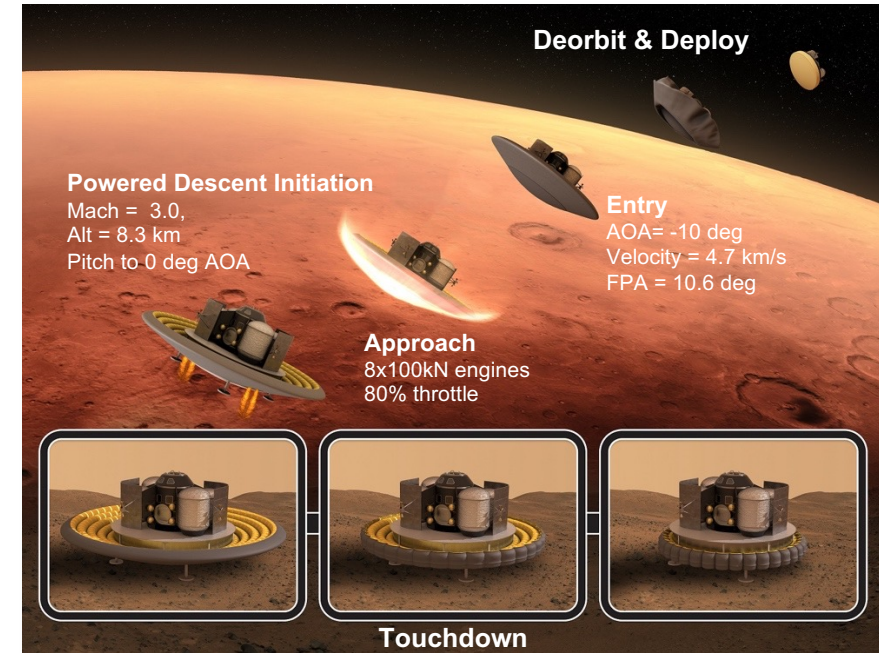 Deorbit & Deploy
Entry
AOA= -10 deg
Velocity = 4.7 km/s
FPA = 10.6 deg
Powered Descent Initiation
Mach =  3.0,
Alt = 8.3 km
Pitch to 0 deg AOA
Approach
8x100kN engines
80% throttle
Touchdown